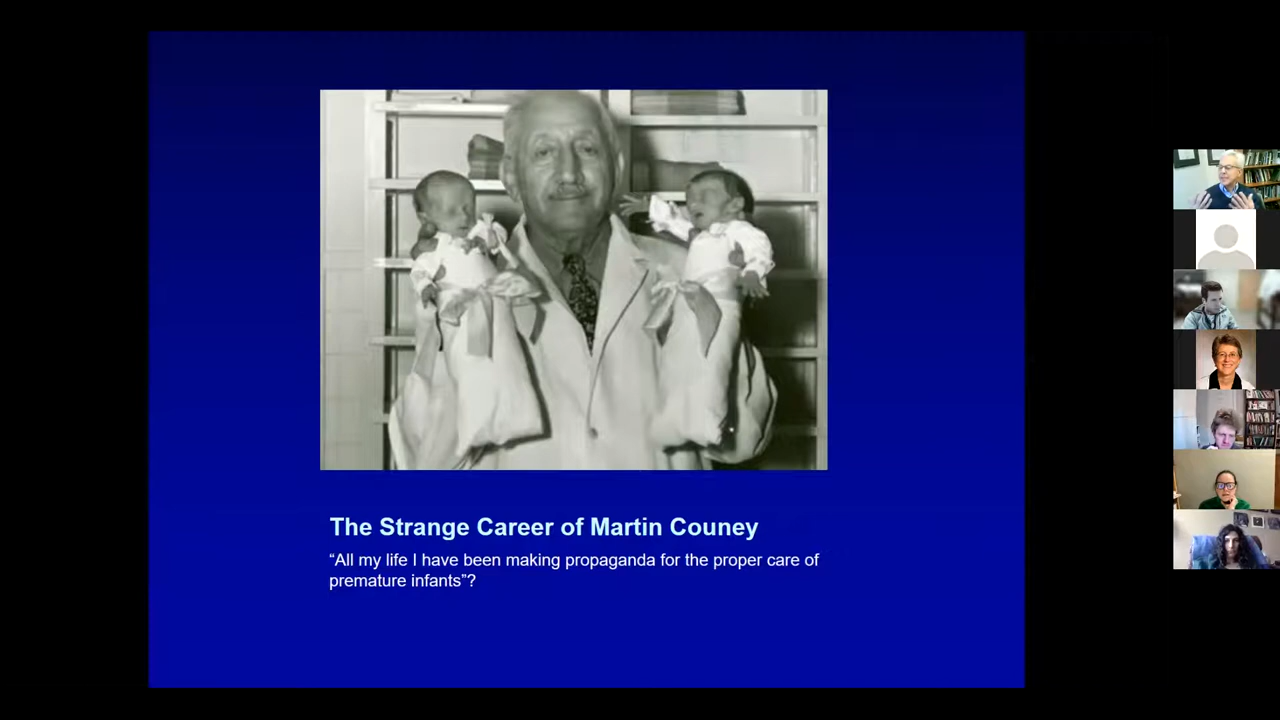 The Strange Career of Martin Couney
“All my life I have been making propaganda for the proper care of
premature infants”?